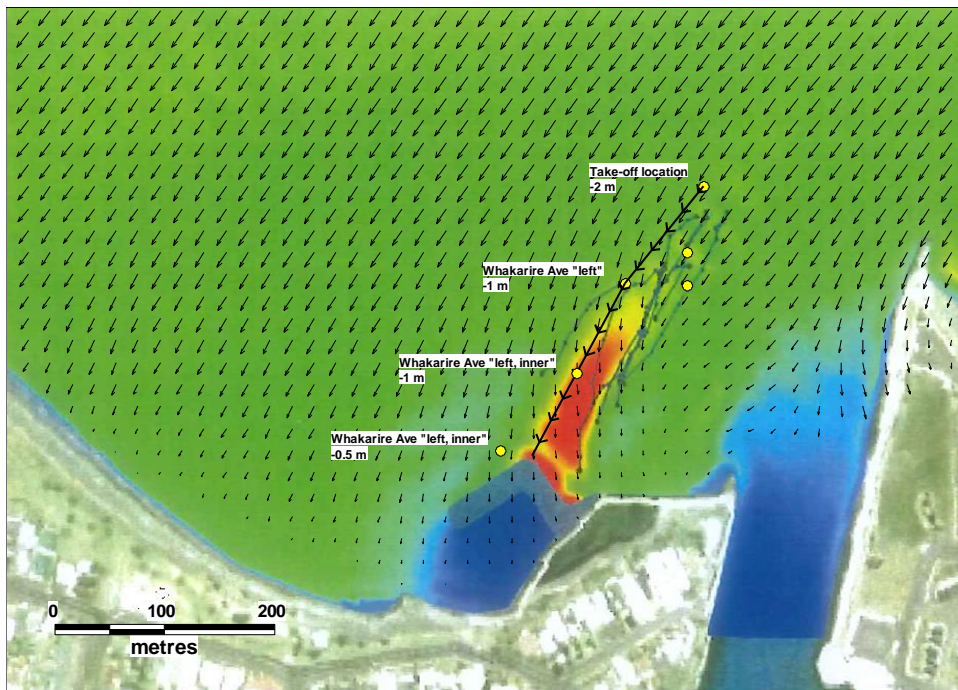 Take-off location
-2 m
Whakarire Ave "left"
-1 m
Whakarire Ave "left, inner"
-1 m
Whakarire Ave "left, inner"
-0.5 m
0 100 200
metres